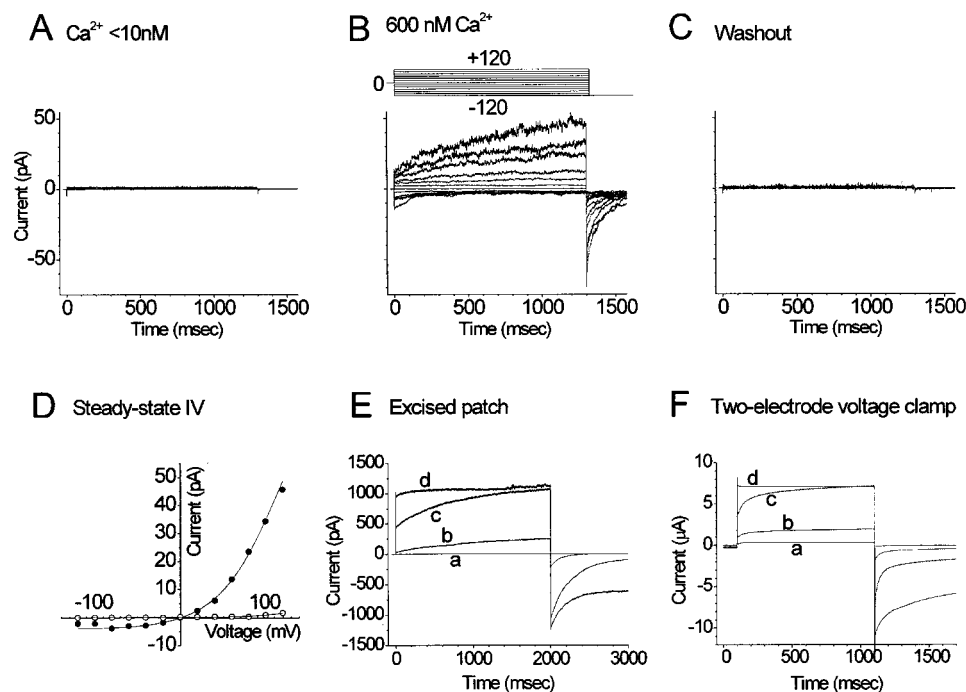 A Ca²⁺ <10nM
B 600 nM Ca²⁺
C Washout
+120
0
-120
50
0
-50
Current (pA)
0 500 1000 1500
Time (msec)
0 500 1000 1500
Time (msec)
0 500 1000 1500
Time (msec)
D Steady-state IV
E Excised patch
F Two-electrode voltage clamp
50
40
30
20
10
-10
Current (pA)
-100
100
Voltage (mV)
1500
1000
500
0
-500
-1000
-1500
Current (pA)
d
c
b
a
0 1000 2000 3000
Time (msec)
10
5
0
-5
-10
Current (μA)
d
c
b
a
0 500 1000 1500
Time (msec)